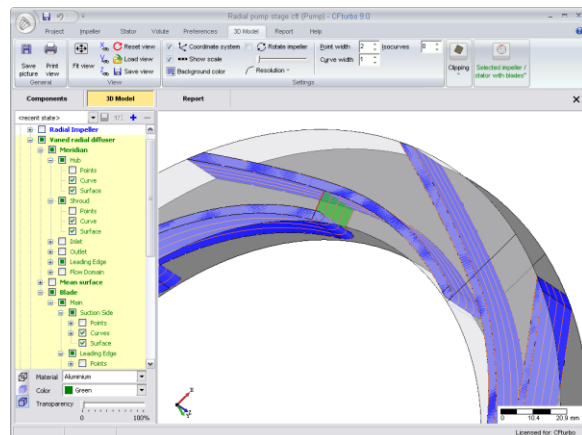 Radial pump stage.cft (Pump) - CFturbo 9.0
Project Impeller Stator Volute Preferences 3D Model Report Help
Save picture Print view Fit view Reset view Load view Save view Coordinate system Show scale Background color Rotate impeller Resolution Point width 2 Isocurves 0 Curve width 1 Clipping Selected impeller / stator with blades
General View Settings
Components 3D Model Report
<recent state>
Radial Impeller
Vaned radial diffuser
Meridian
Hub
Points
Curve
Surface
Shroud
Points
Curve
Surface
Inlet
Outlet
Leading Edge
Flow Domain
Mean surface
Blade
Main
Suction Side
Points
Curves
Surface
Leading Edge
Points
Material Aluminium
Color Green
Transparency
0 100%
0 10.4 20.9 mm
Licensed for: CFturbo